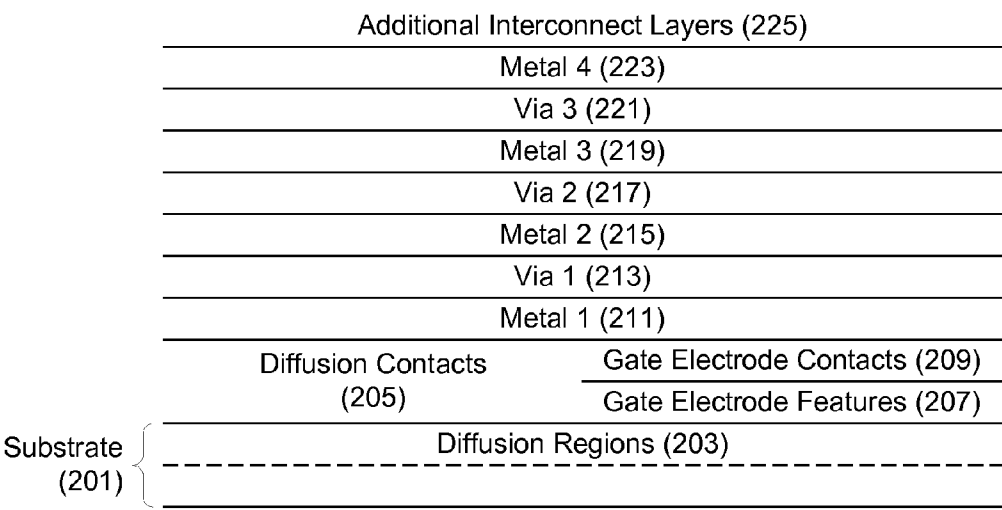 Additional Interconnect Layers (225)
Metal 4 (223)
Via 3 (221)
Metal 3 (219)
Via 2 (217)
Metal 2 (215)
Via 1 (213)
Metal 1 (211)
Diffusion Contacts
(205)
Gate Electrode Contacts (209)
Gate Electrode Features (207)
Substrate
(201)
Diffusion Regions (203)